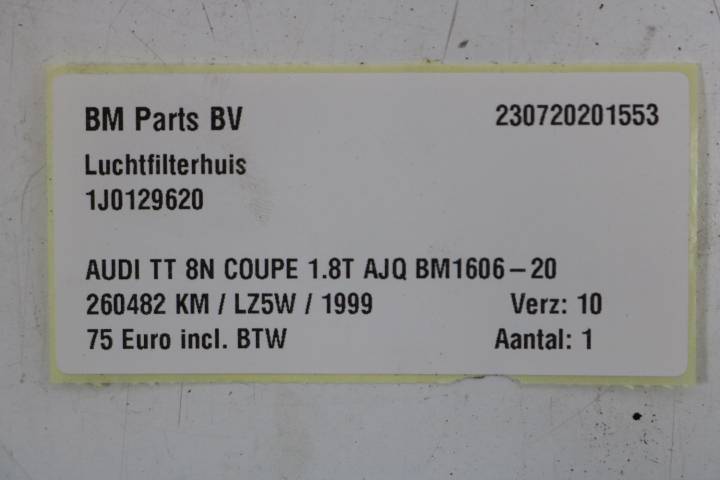 BM Parts BV 230720201553
Luchtfilterhuis
1J0129620
AUDI TT 8N COUPE 1.8T AJQ BM1606-20
260482 KM / LZ5W / 1999 Verz: 10
75 Euro incl. BTW Aantal: 1